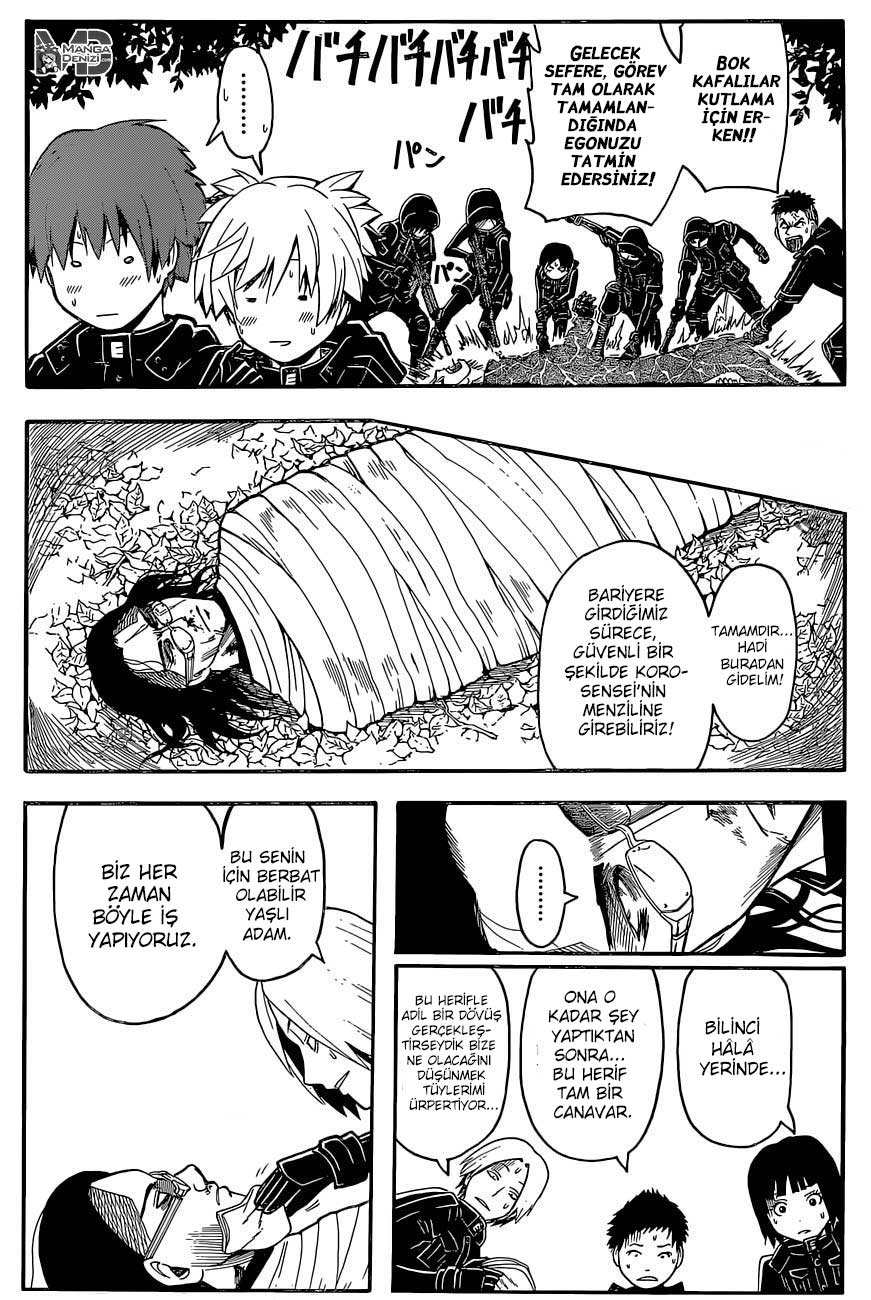 MANGA
DENİZİ.com
バチバチバチバチ
バチ
パン
パン
BOK
KAFALILAR
KUTLAMA
İÇİN ER-
KEN!!
GELECEK
SEFERE, GÖREV
TAM OLARAK
TAMAMLAN-
DIĞINDA
EGONUZU
TATMİN
EDERSİNİZ!
........
E
TAMAMDIR...
HADİ
BURADAN
GİDELİM!
BARİYERE
GİRDİĞİMİZ
SÜRECE,
GÜVENLİ BİR
ŞEKİLDE KORO-
SENSEİ'NİN
MENZİLİNE
GİREBİLİRİZ!
........
BİLİNCİ
HÂLÂ
YERİNDE...
ONA O
KADAR ŞEY
YAPTIKTAN
SONRA...
BU HERİF
TAM BİR
CANAVAR.
BU HERİFLE
ADİL BİR DÖVÜŞ
GERÇEKLEŞ-
TİRSEYDİK BİZE
NE OLACAĞINI
DÜŞÜNMEK
TÜYLERİMİ
ÜRPERTİYOR...
BU SENİN
İÇİN BERBAT
OLABİLİR
YAŞLI
ADAM.
BİZ HER
ZAMAN
BÖYLE İŞ
YAPIYORUZ.